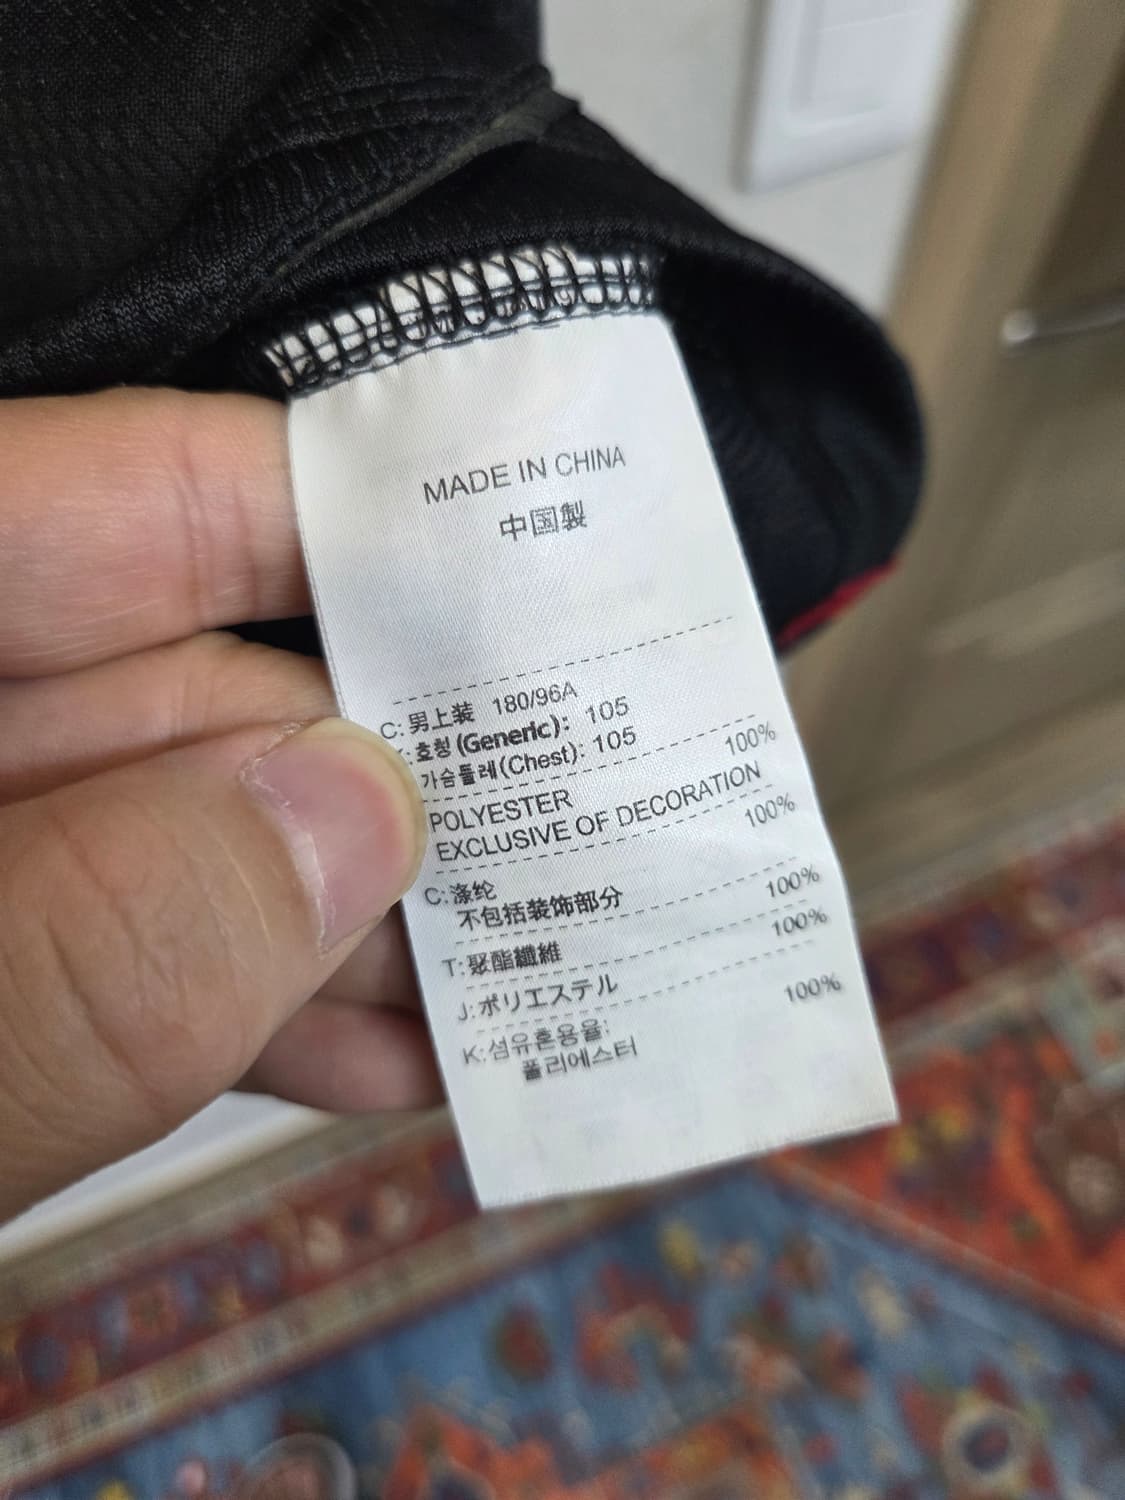 MADE IN CHINA
中国製
C:男上装 180/96A
:호칭(Generic): 105
가슴둘레(Chest): 105
100%
POLYESTER
EXCLUSIVE OF DECORATION
100%
C:涤纶
不包括装饰部分
100%
T:聚酯纖維
100%
J:ポリエステル
100%
K:섬유혼용율:
폴리에스터